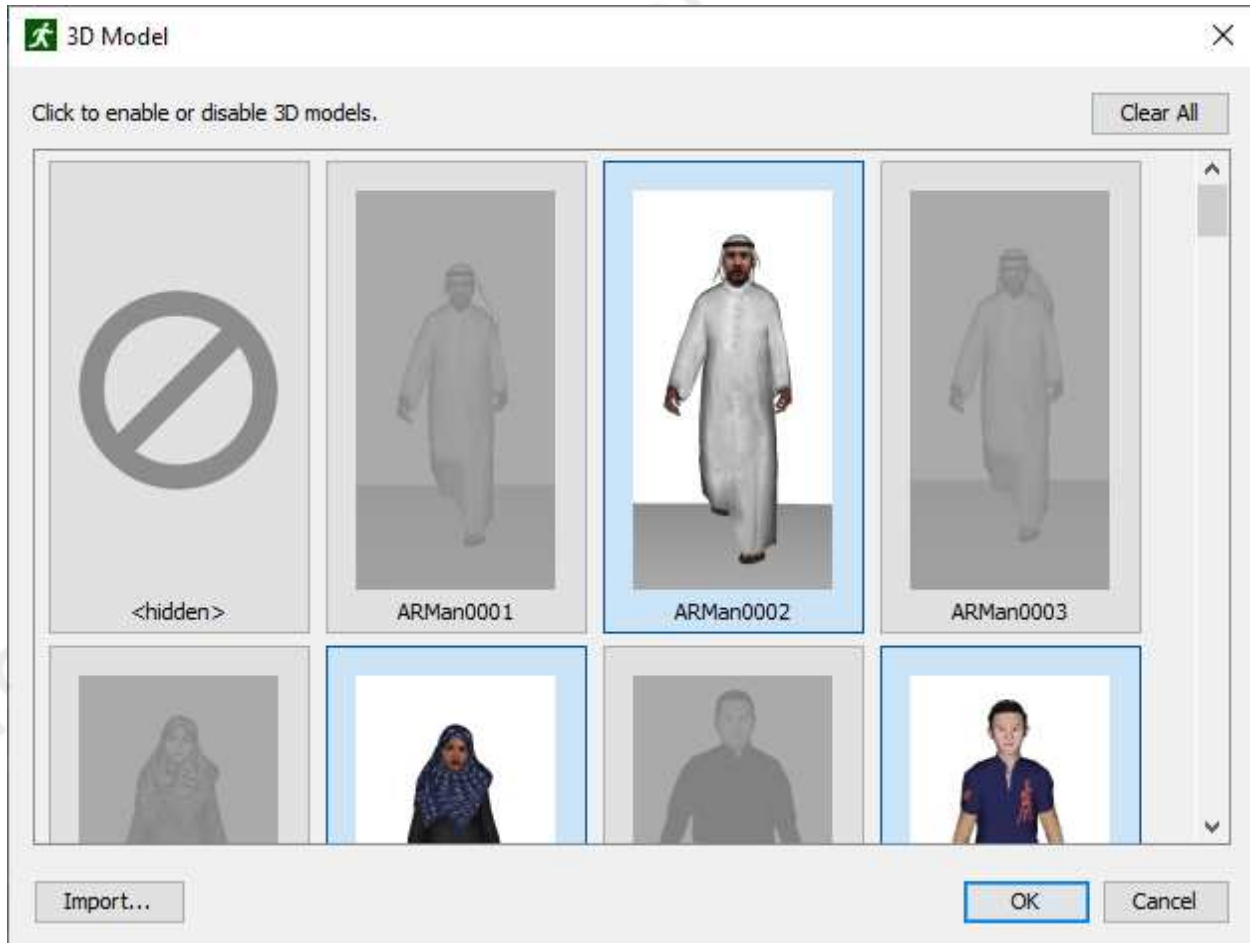 3D Model
Click to enable or disable 3D models.
Clear All
<hidden>
ARMan0001
ARMan0002
ARMan0003
Import...
OK
Cancel